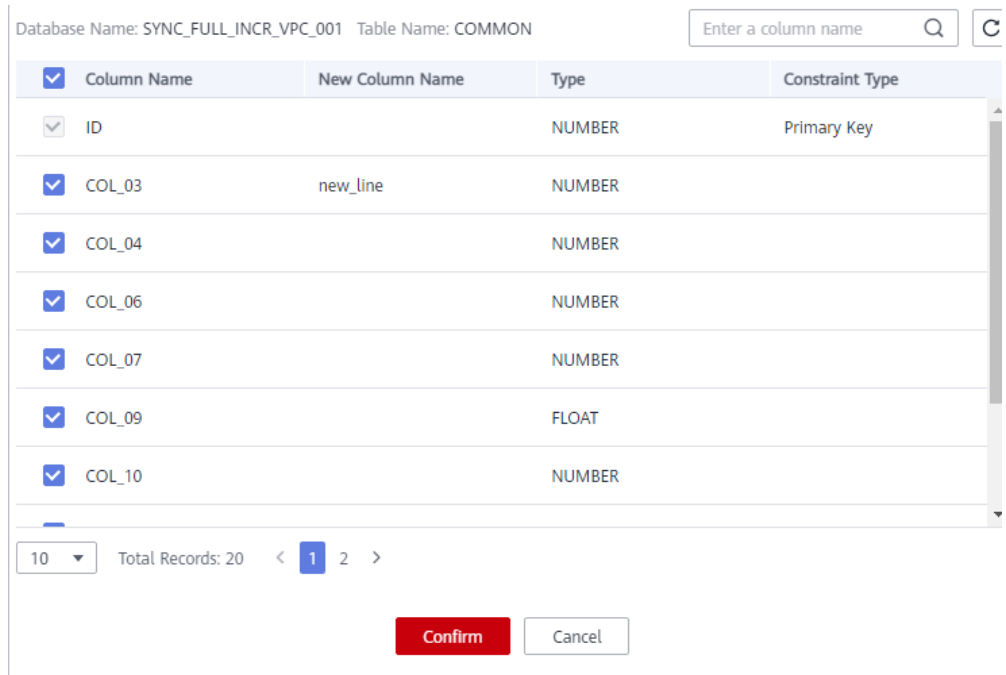 Database Name: SYNC_FULL_INCR_VPC_001 Table Name: COMMON Enter a column name
Column Name New Column Name Type Constraint Type
ID NUMBER Primary Key
COL_03 new_line NUMBER
COL_04 NUMBER
COL_06 NUMBER
COL_07 NUMBER
COL_09 FLOAT
COL_10 NUMBER
10 Total Records: 20 < 1 2 >
Confirm Cancel